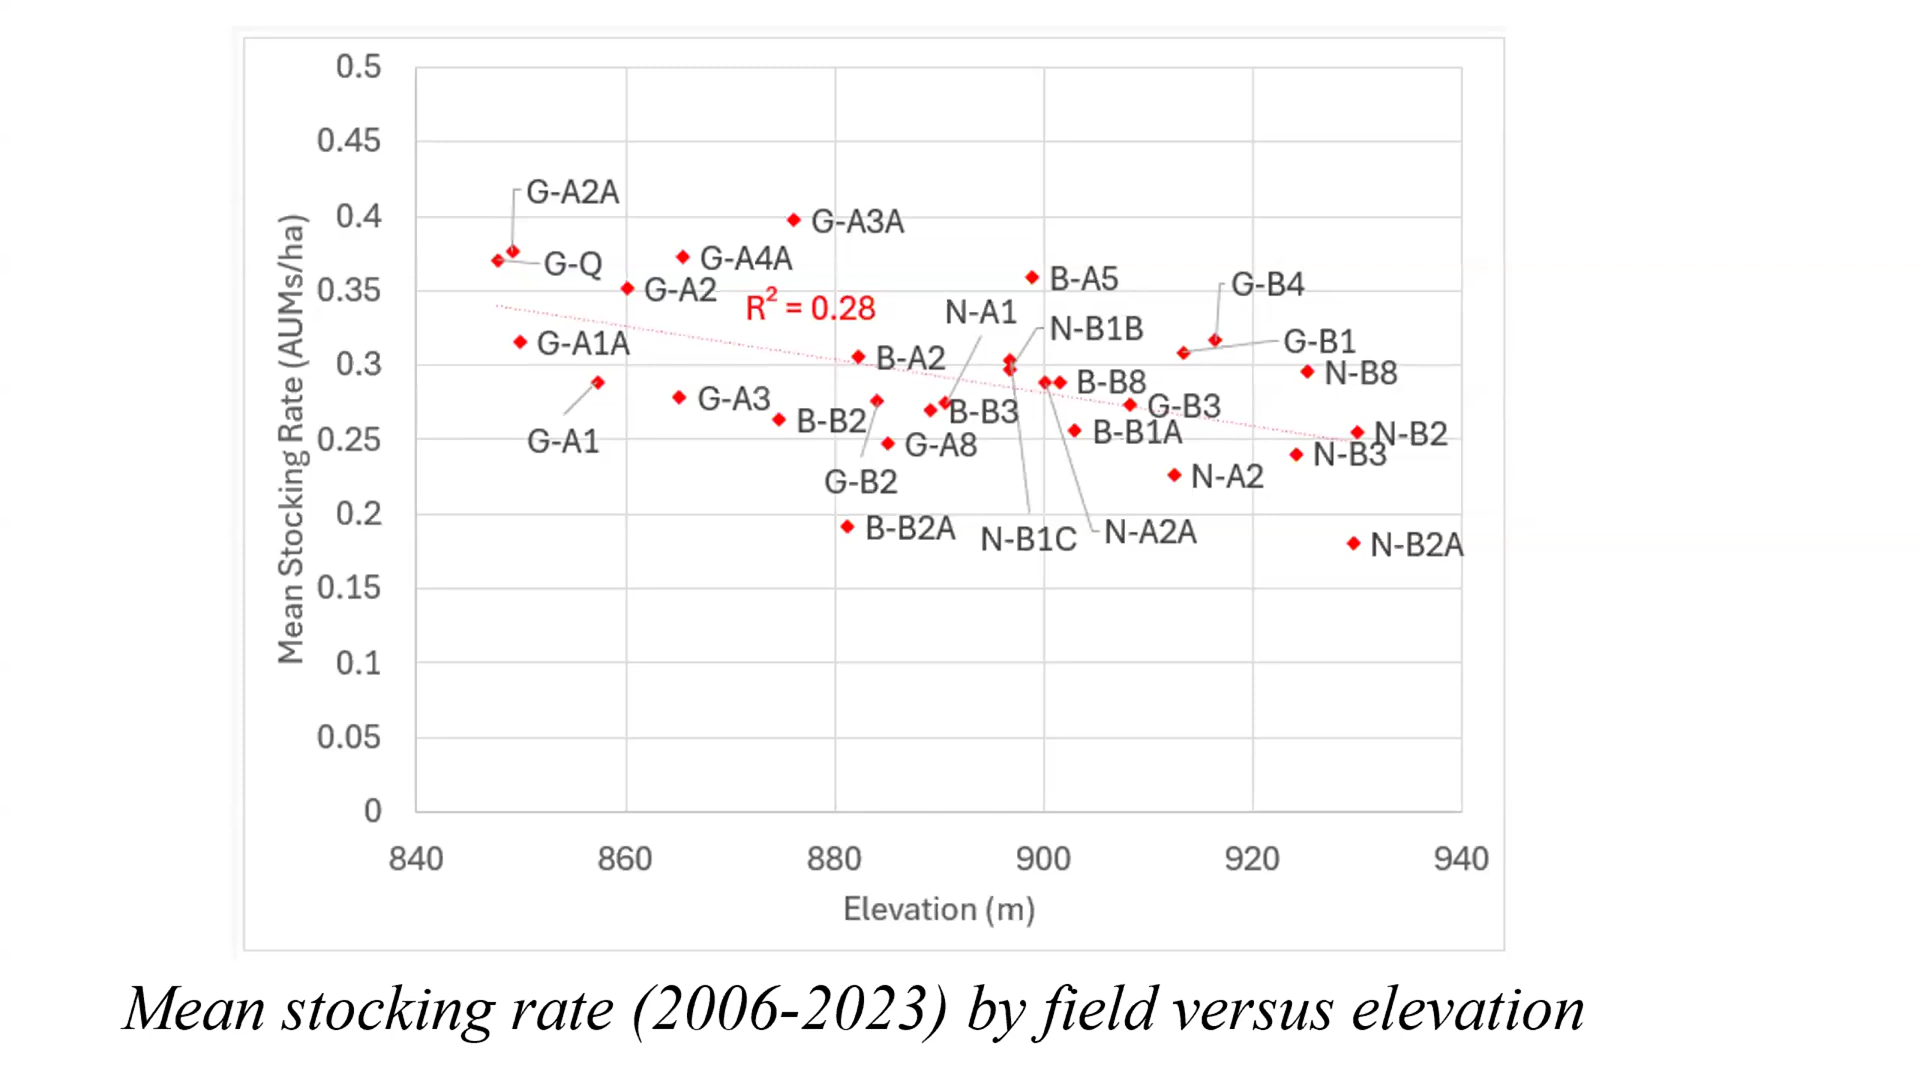 0.5
0.45
G-A2A
0.4
G-A3A
G-Q
G-A4A
B-A5
G-B4
0.35
G-A2
R² = 0.28
N-A1
N-B1B
G-A1A
G-B1
0.3
B-A2
N-B8
G-A3
B-B8
B-B3
G-B3
B-B2
0.25
G-A1
G-A8
B-B1A
N-B2
N-B3
G-B2
N-A2
0.2
B-B2A
N-B1C
N-A2A
N-B2A
0.15
0.1
0.05
0
Mean Stocking Rate (AUMs/ha)
840 860 880 900 920 940
Elevation (m)
Mean stocking rate (2006-2023) by field versus elevation